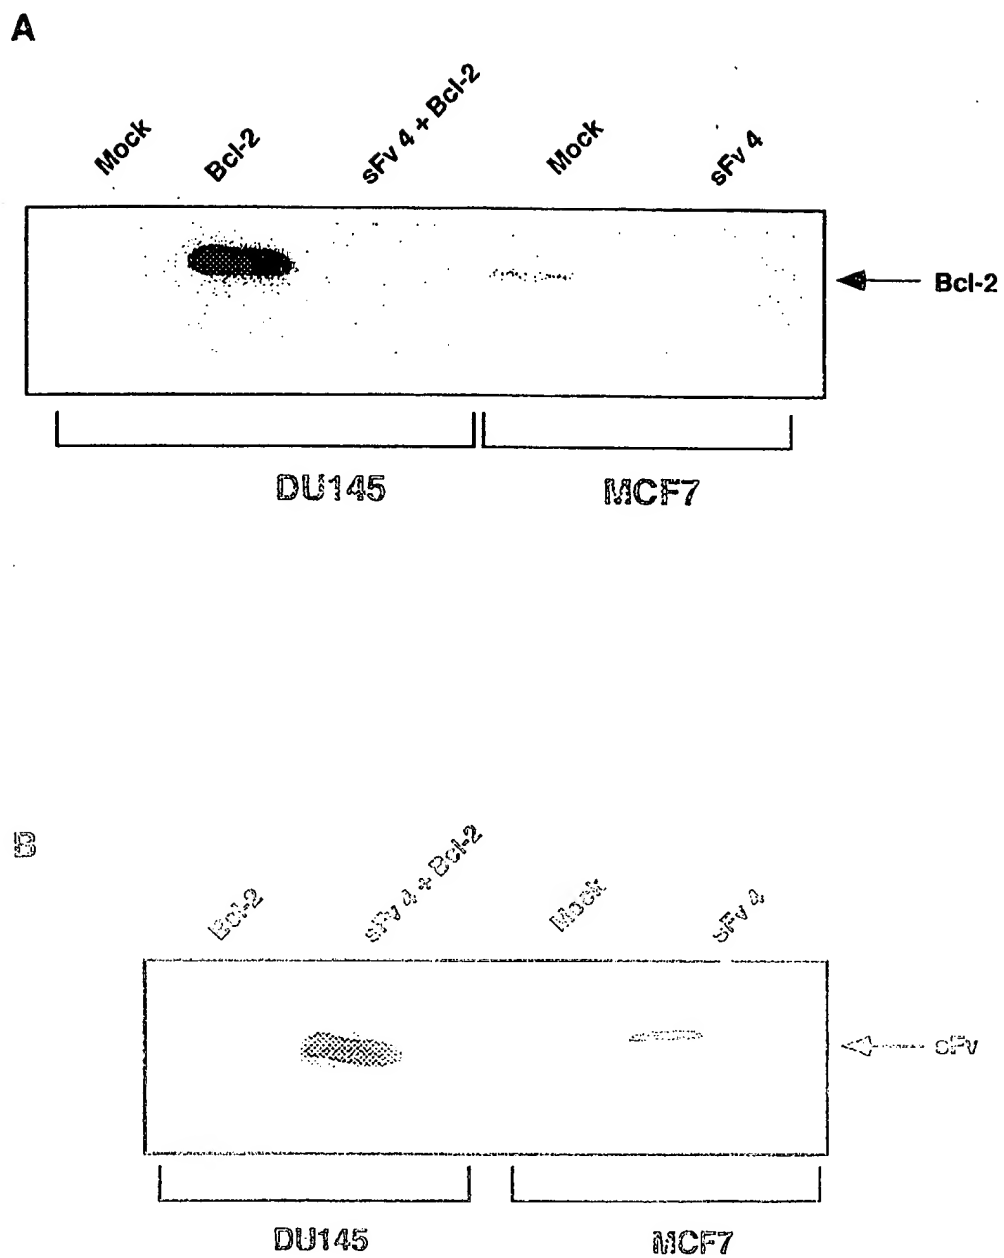 A
Mock Bcl-2 sFv 4 + Bcl-2 Mock sFv 4
Bcl-2
DU145 MCF7
B
Bcl-2 sFv 4 + Bcl-2 Mock sFv 4
sFv
DU145 MCF7